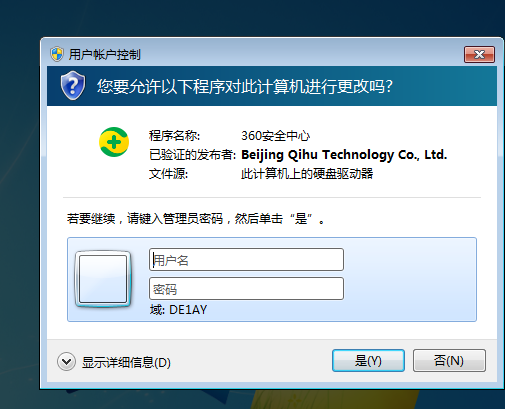 用户帐户控制
您要允许以下程序对此计算机进行更改吗?
程序名称: 360安全中心
已验证的发布者: Beijing Qihu Technology Co., Ltd.
文件源: 此计算机上的硬盘驱动器
若要继续，请键入管理员密码，然后单击“是”。
用户名
密码
域: DE1AY
显示详细信息(D)
是(Y)
否(N)